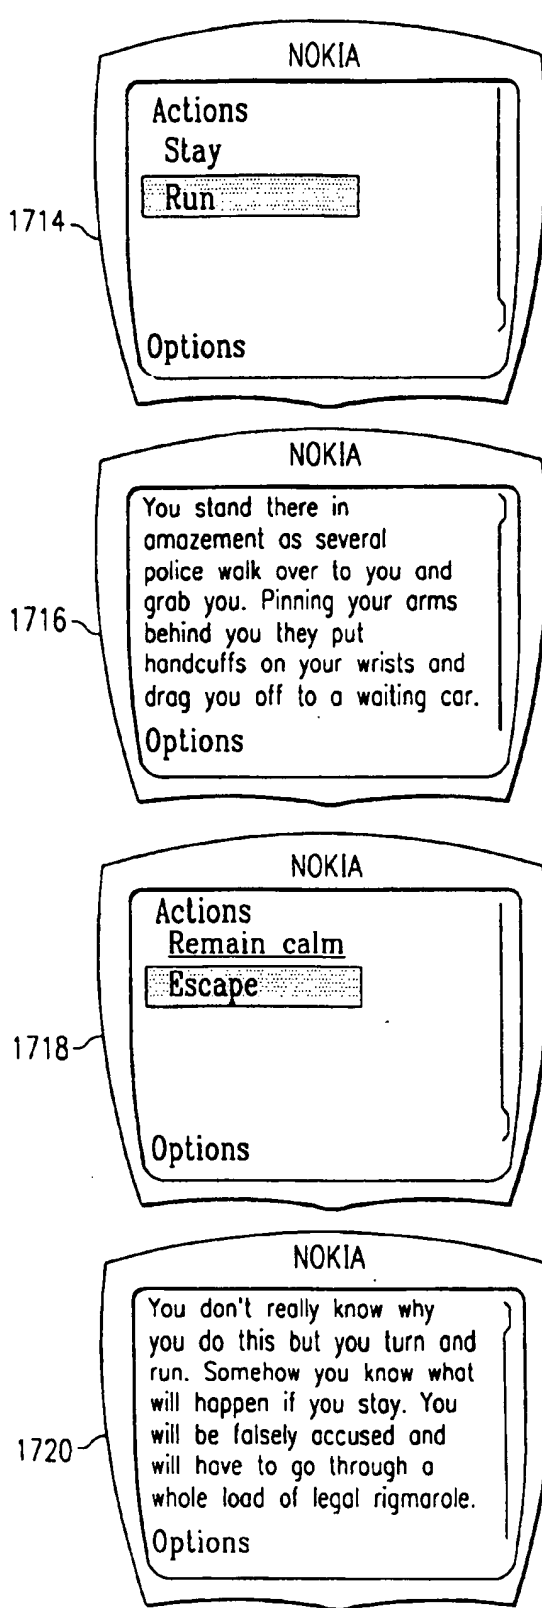 NOKIA
Actions
Stay
Run
1714
Options
NOKIA
You stand there in
amazement as several
police walk over to you and
grab you. Pinning your arms
1716
behind you they put
handcuffs on your wrists and
drag you off to a waiting car.
Options
NOKIA
Actions
Remain calm
Escape
1718
Options
NOKIA
You don't really know why
you do this but you turn and
run. Somehow you know what
will happen if you stay. You
will be falsely accused and
1720
will have to go through a
whole load of legal rigmarole.
Options